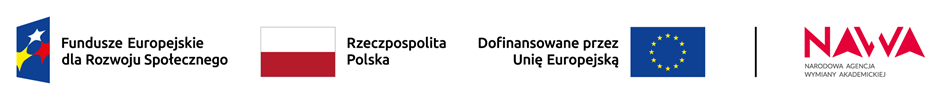 Fundusze Europejskie
dla Rozwoju Społecznego
Rzeczpospolita
Polska
Dofinansowane przez
Unię Europejską
NAWA
NARODOWA AGENCJA
WYMIANY AKADEMICKIEJ